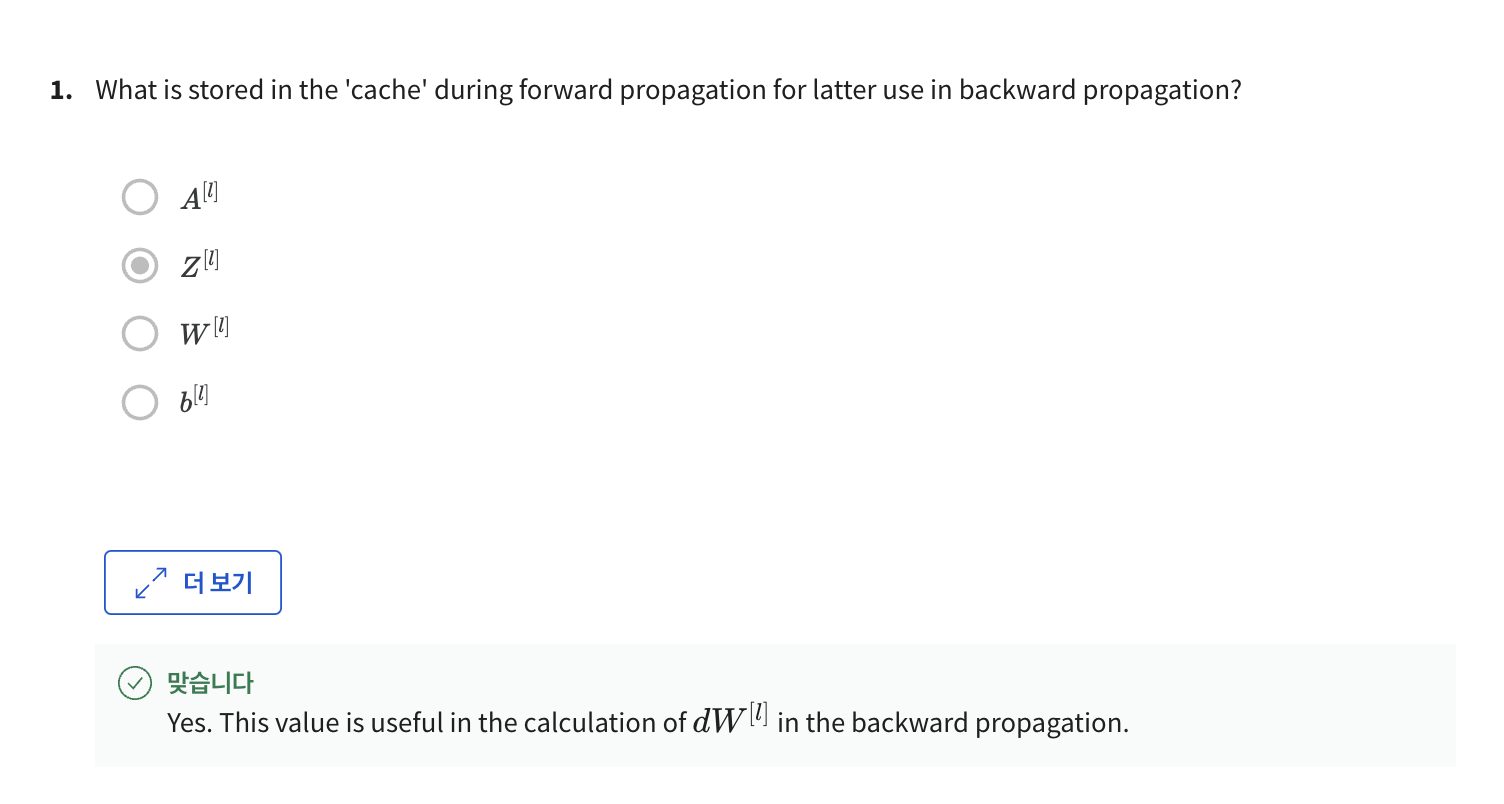 1. What is stored in the 'cache' during forward propagation for latter use in backward propagation?
A^{[l]}
Z^{[l]}
W^{[l]}
b^{[l]}
더 보기
맞습니다
Yes. This value is useful in the calculation of dW^{[l]} in the backward propagation.